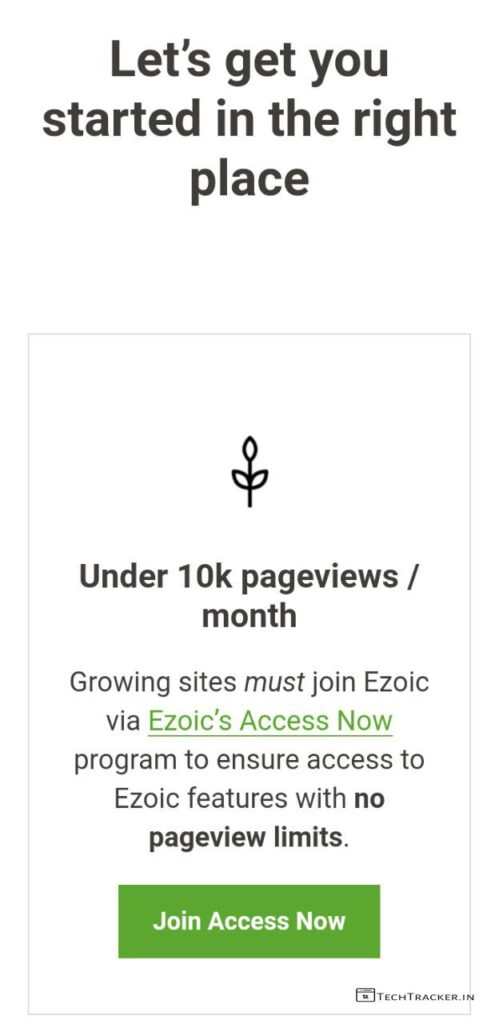 Let’s get you
started in the right
place
Under 10k pageviews /
month
Growing sites must join Ezoic
via Ezoic’s Access Now
program to ensure access to
Ezoic features with no
pageview limits.
Join Access Now
TechTracker.in